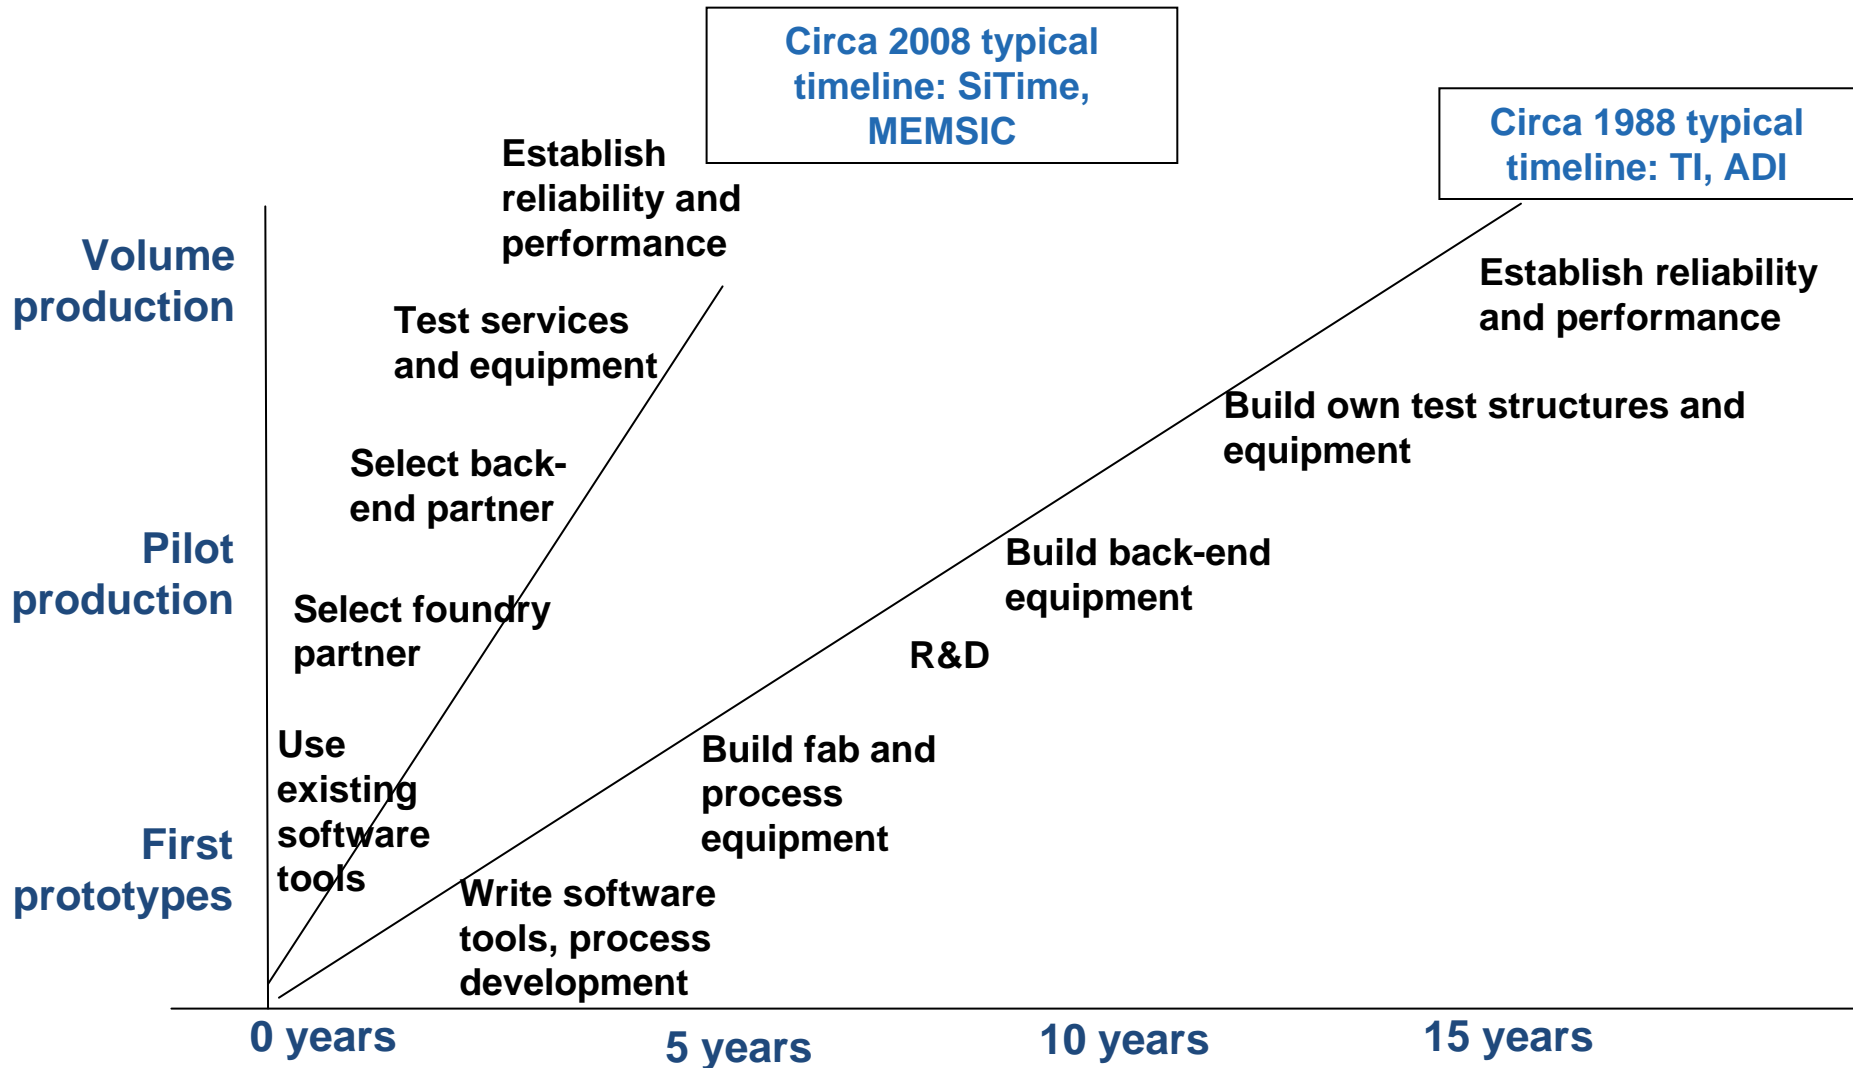 Circa 2008 typical
timeline: SiTime,
MEMSIC
Circa 1988 typical
timeline: TI, ADI
Establish
reliability and
performance
Volume
production
Establish reliability
and performance
Test services
and equipment
Build own test structures and
equipment
Select back-
end partner
Pilot
production
Build back-end
equipment
Select foundry
partner
R&D
Use
existing
software
tools
Build fab and
process
equipment
First
prototypes
Write software
tools, process
development
0 years
5 years
10 years
15 years